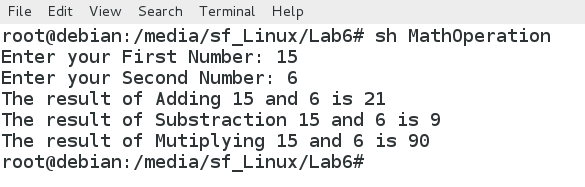 File Edit View Search Terminal Help
root@debian:/media/sf_Linux/Lab6# sh MathOperation
Enter your First Number: 15
Enter your Second Number: 6
The result of Adding 15 and 6 is 21
The result of Substraction 15 and 6 is 9
The result of Mutiplying 15 and 6 is 90
root@debian:/media/sf_Linux/Lab6#